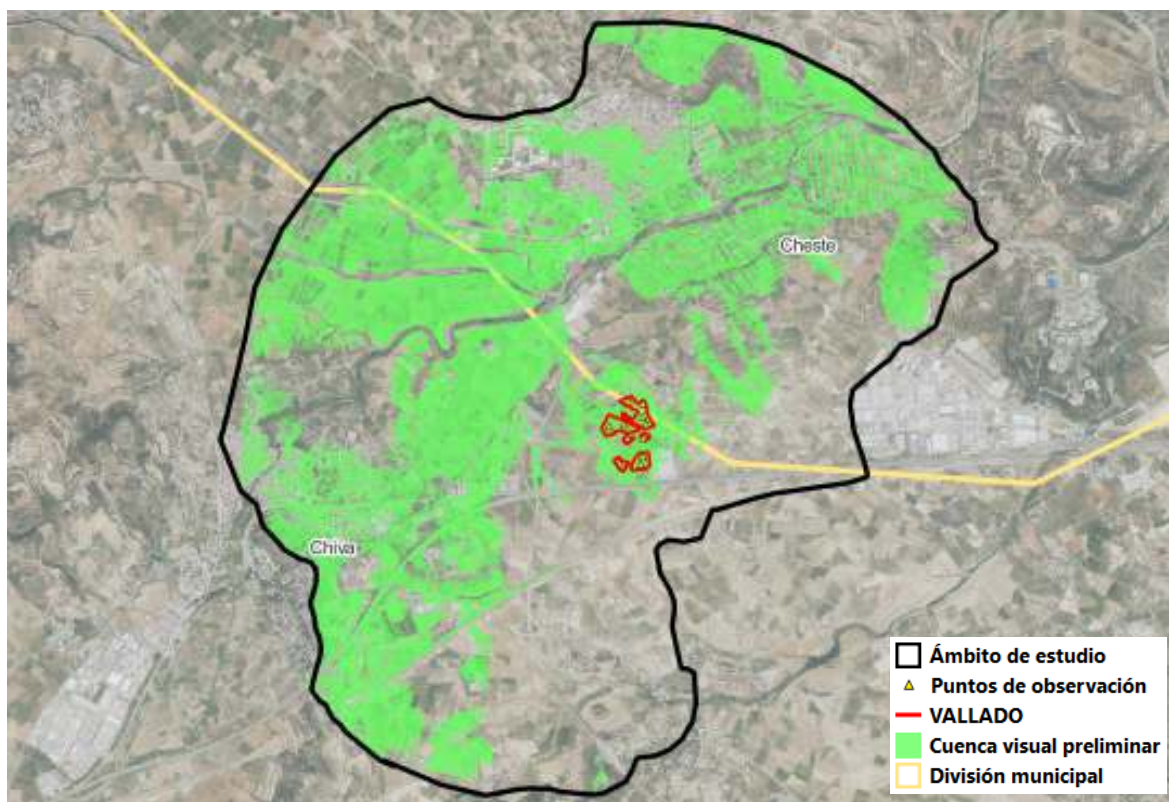 Cheste
Chiva
Ámbito de estudio
Puntos de observación
VALLADO
Cuenca visual preliminar
División municipal